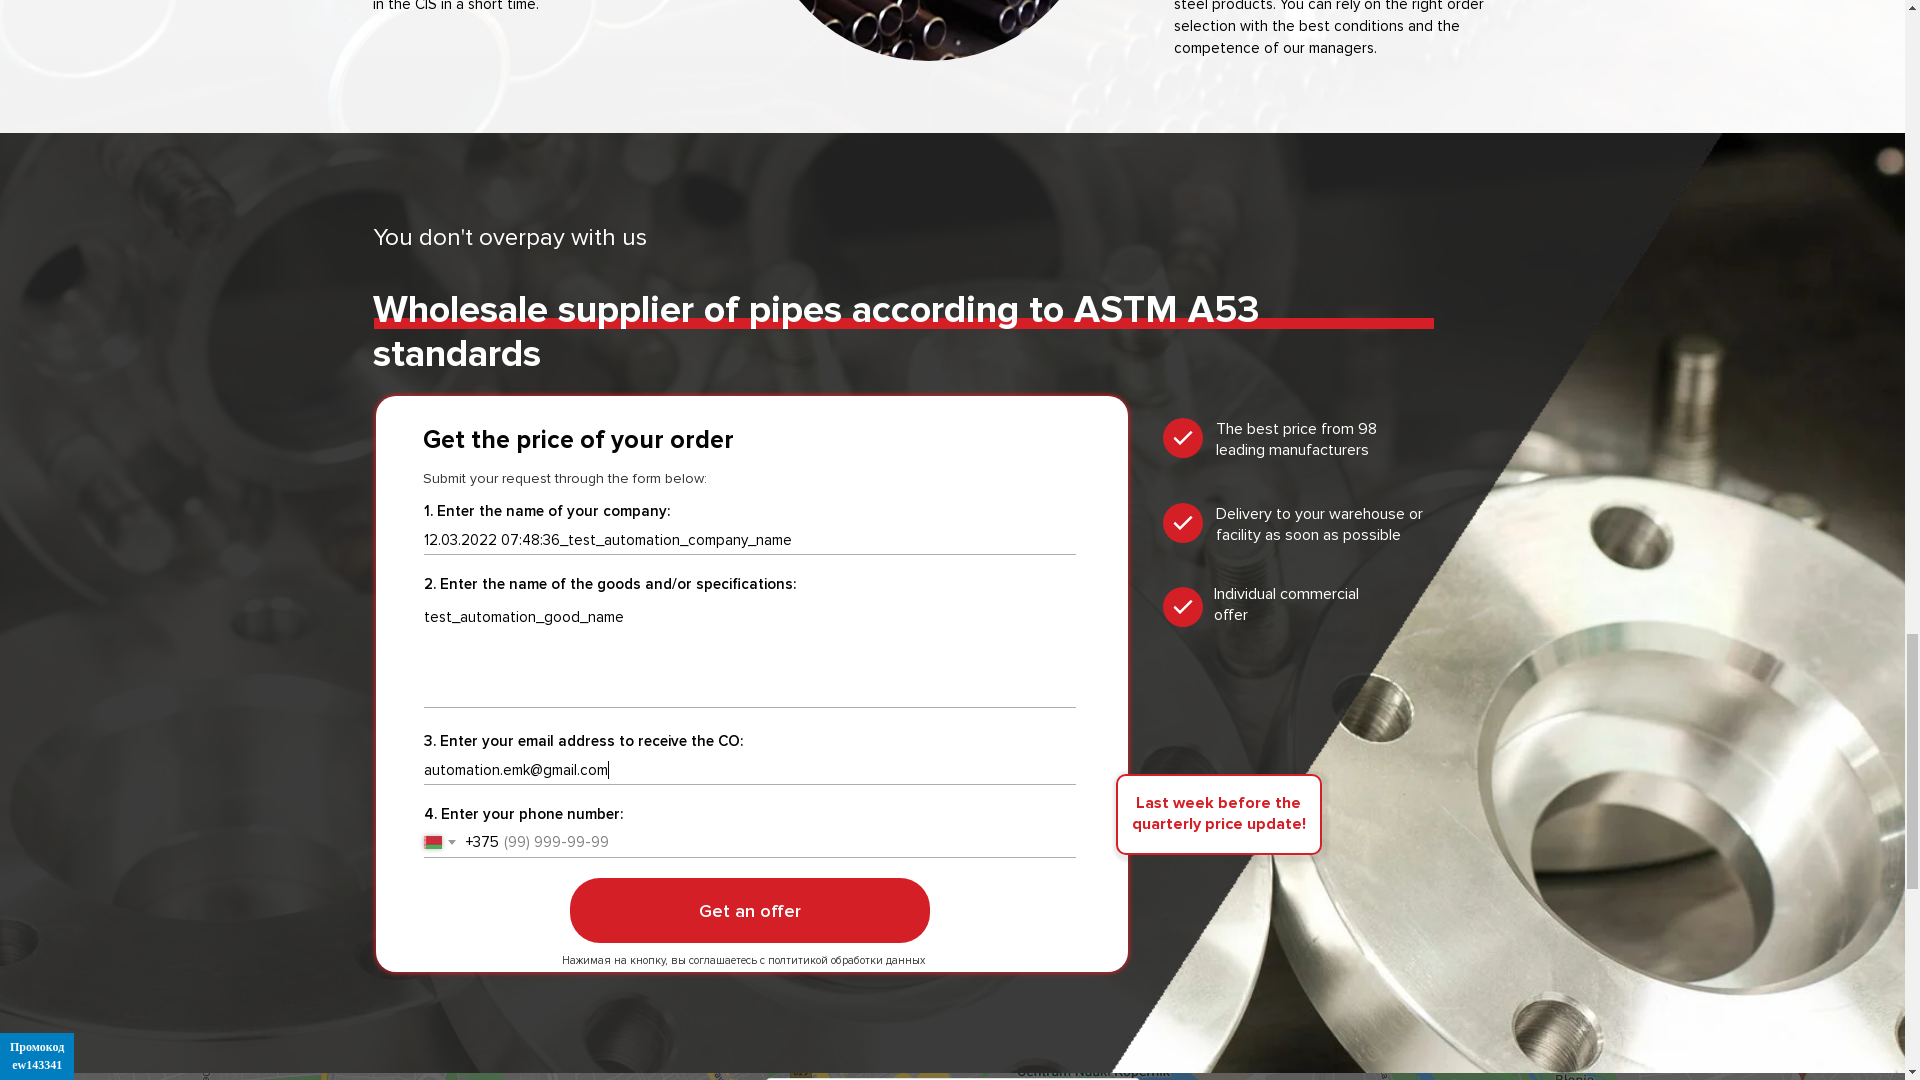 in the CIS in a short time.
steel products. You can rely on the right order
selection with the best conditions and the
competence of our managers.
You don't overpay with us
Wholesale supplier of pipes according to ASTM A53
standards
Get the price of your order
Submit your request through the form below:
1. Enter the name of your company:
12.03.2022 07:48:36_test_automation_company_name
2. Enter the name of the goods and/or specifications:
test_automation_good_name
3. Enter your email address to receive the CO:
automation.emk@gmail.com
4. Enter your phone number:
+375 (99) 999-99-99
Get an offer
Нажимая на кнопку, вы соглашаетесь с полтитикой обработки данных
The best price from 98
leading manufacturers
Delivery to your warehouse or
facility as soon as possible
Individual commercial
offer
Last week before the
quarterly price update!
Промокод
ew143341